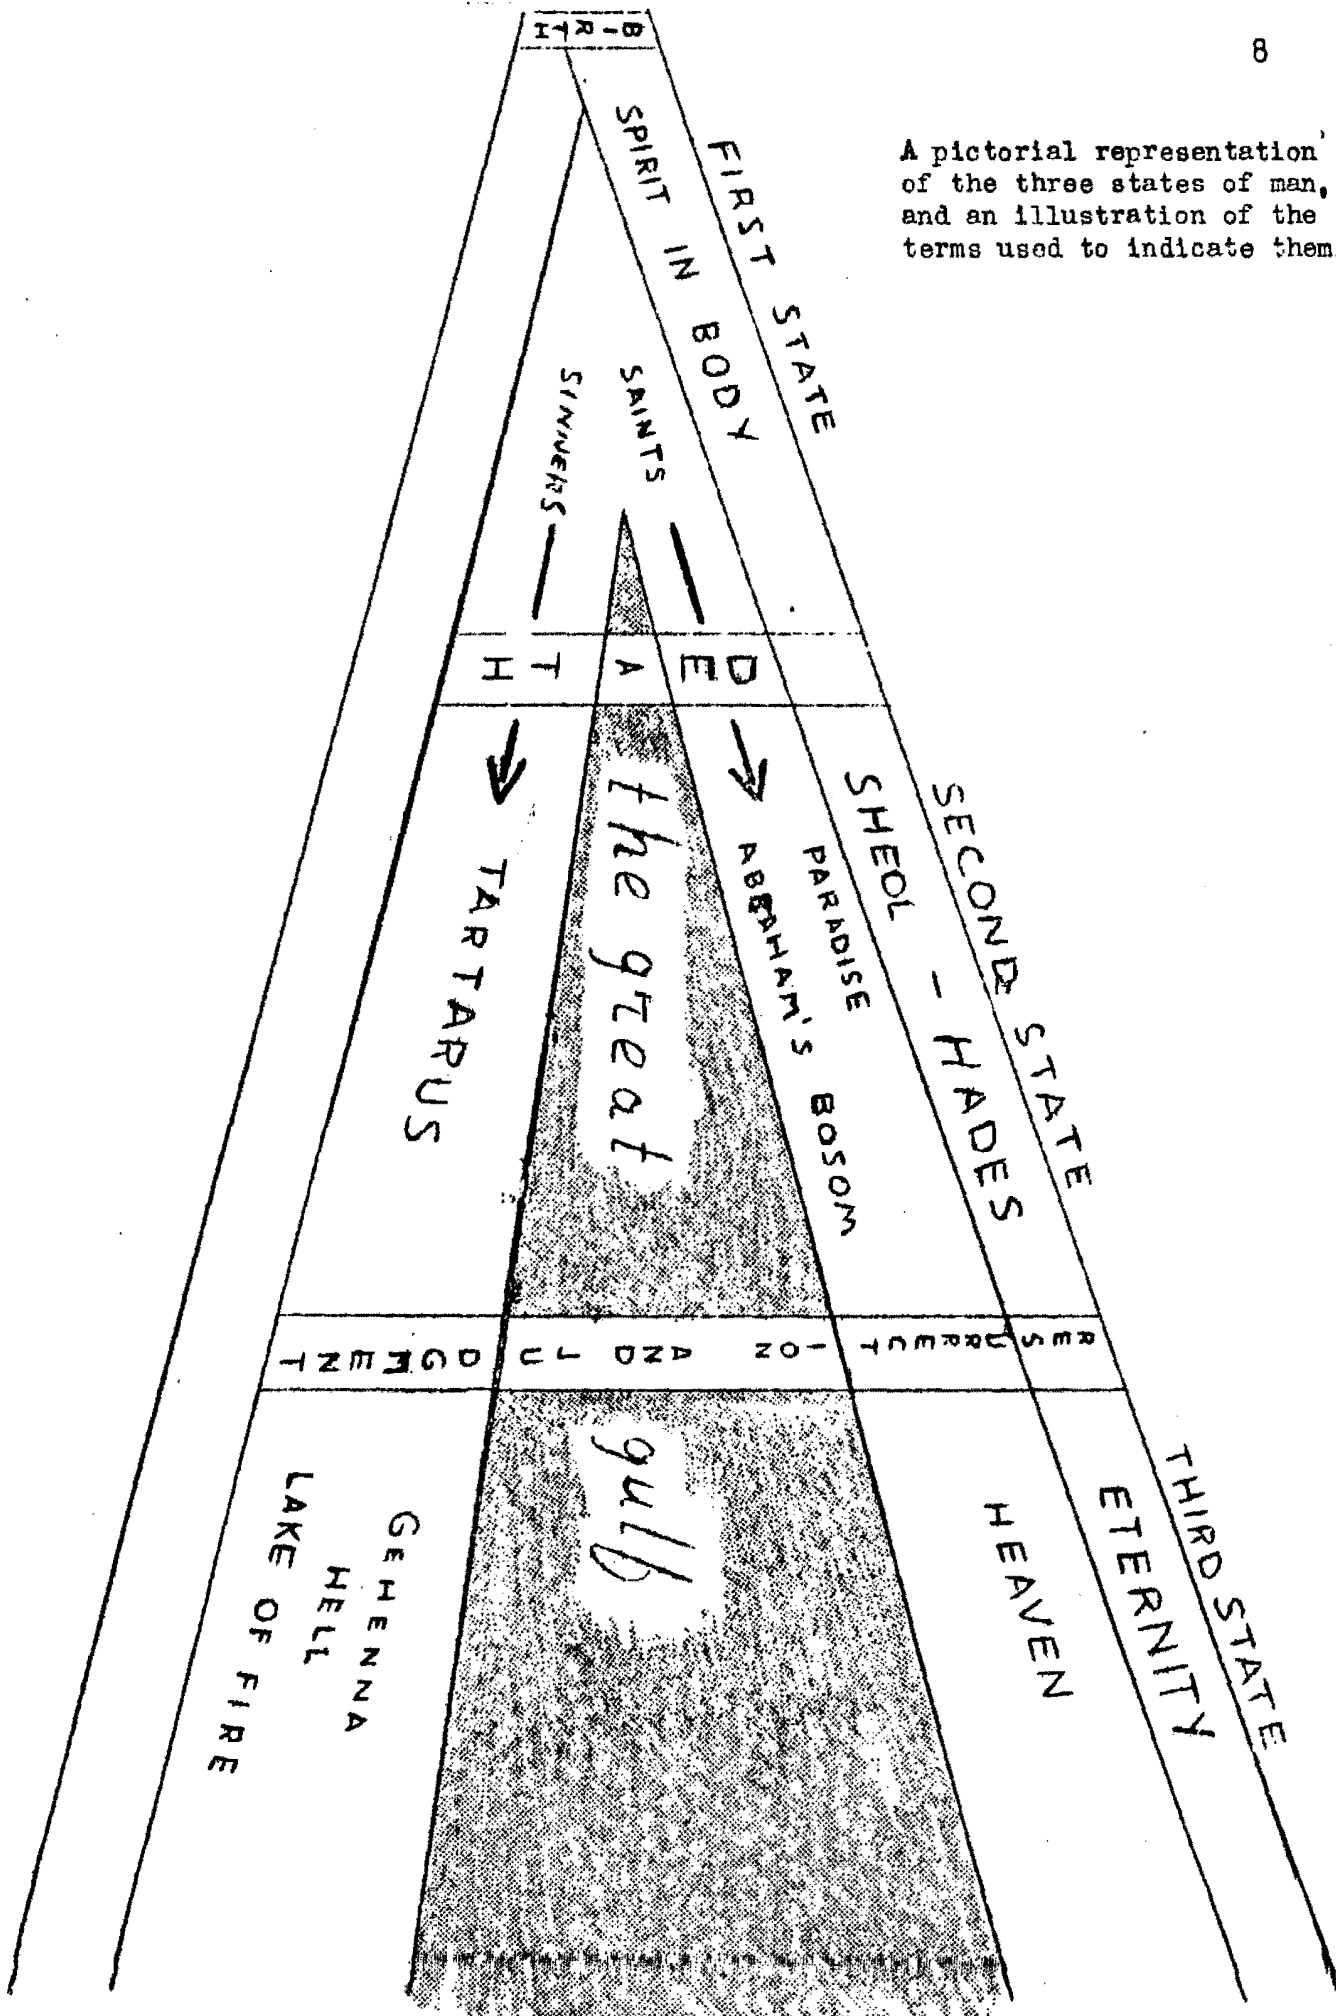 8
A pictorial representation
of the three states of man,
and an illustration of the
terms used to indicate them
BIRTH
FIRST STATE
SPIRIT IN BODY
SAINTS
SINNERS
DEATH
SECOND STATE
SHEOL - HADES
PARADISE
ABRAHAM'S BOSOM
the great
TARTARUS
RESURRECTION AND JUDGMENT
THIRD STATE
ETERNITY
HEAVEN
gulf
GEHENNA
HELL
LAKE OF FIRE